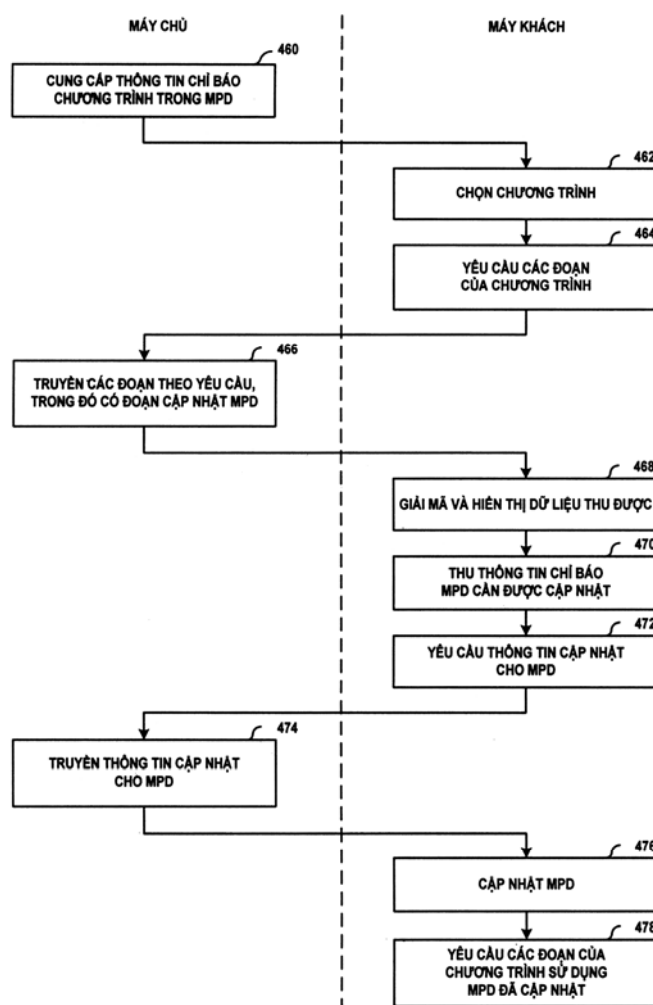 MÁY CHỦ
MÁY KHÁCH
460
CUNG CẤP THÔNG TIN CHỈ BÁO
CHƯƠNG TRÌNH TRONG MPD
462
CHỌN CHƯƠNG TRÌNH
464
YÊU CẦU CÁC ĐOẠN
CỦA CHƯƠNG TRÌNH
466
TRUYỀN CÁC ĐOẠN THEO YÊU CẦU,
TRONG ĐÓ CÓ ĐOẠN CẬP NHẬT MPD
468
GIẢI MÃ VÀ HIỂN THỊ DỮ LIỆU THU ĐƯỢC
470
THU THÔNG TIN CHỈ BÁO
MPD CẦN ĐƯỢC CẬP NHẬT
472
YÊU CẦU THÔNG TIN CẬP NHẬT
CHO MPD
474
TRUYỀN THÔNG TIN CẬP NHẬT
CHO MPD
476
CẬP NHẬT MPD
478
YÊU CẦU CÁC ĐOẠN CỦA
CHƯƠNG TRÌNH SỬ DỤNG
MPD ĐÃ CẬP NHẬT